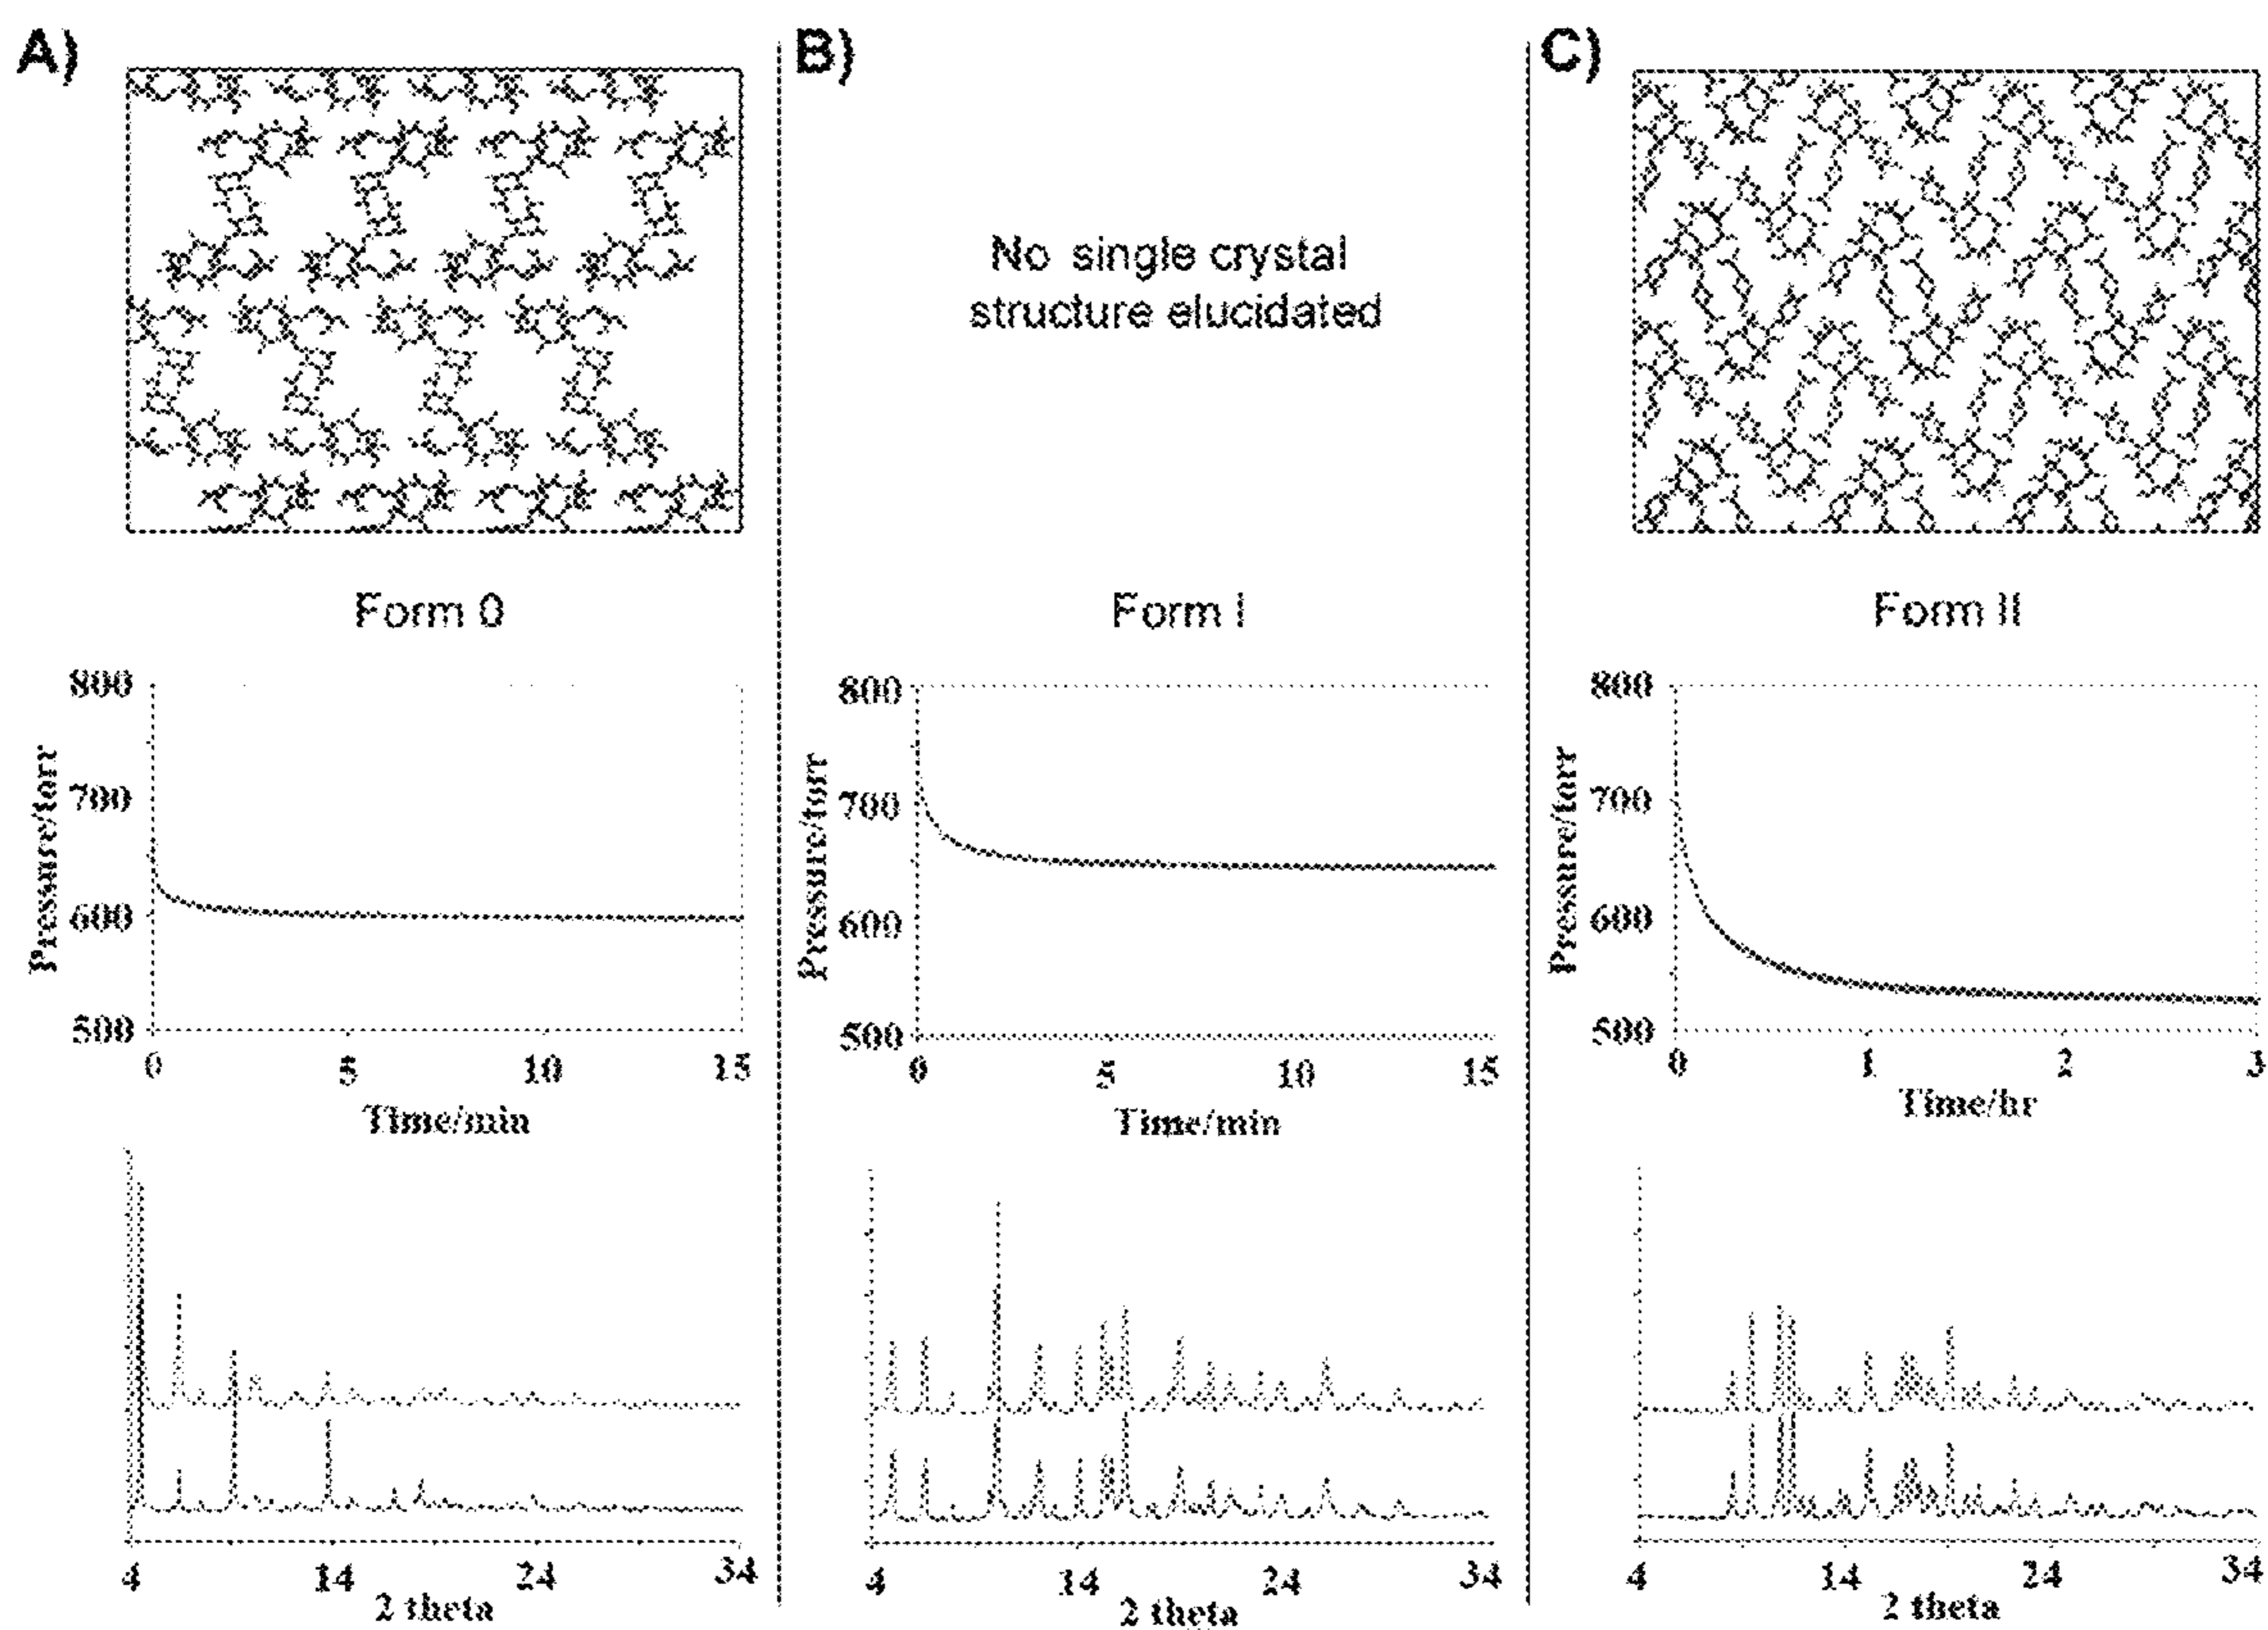 A)
B)
C)
No single crystal
structure elucidated
Form 0
Form I
Form II
800
700
600
500
Pressure/torr
0 5 10 15
Time/min
800
700
600
500
Pressure/torr
0 5 10 15
Time/min
800
700
600
500
Pressure/torr
0 1 2 3
Time/hr
4 14 24 34
2 theta
4 14 24 34
2 theta
4 14 24 34
2 theta